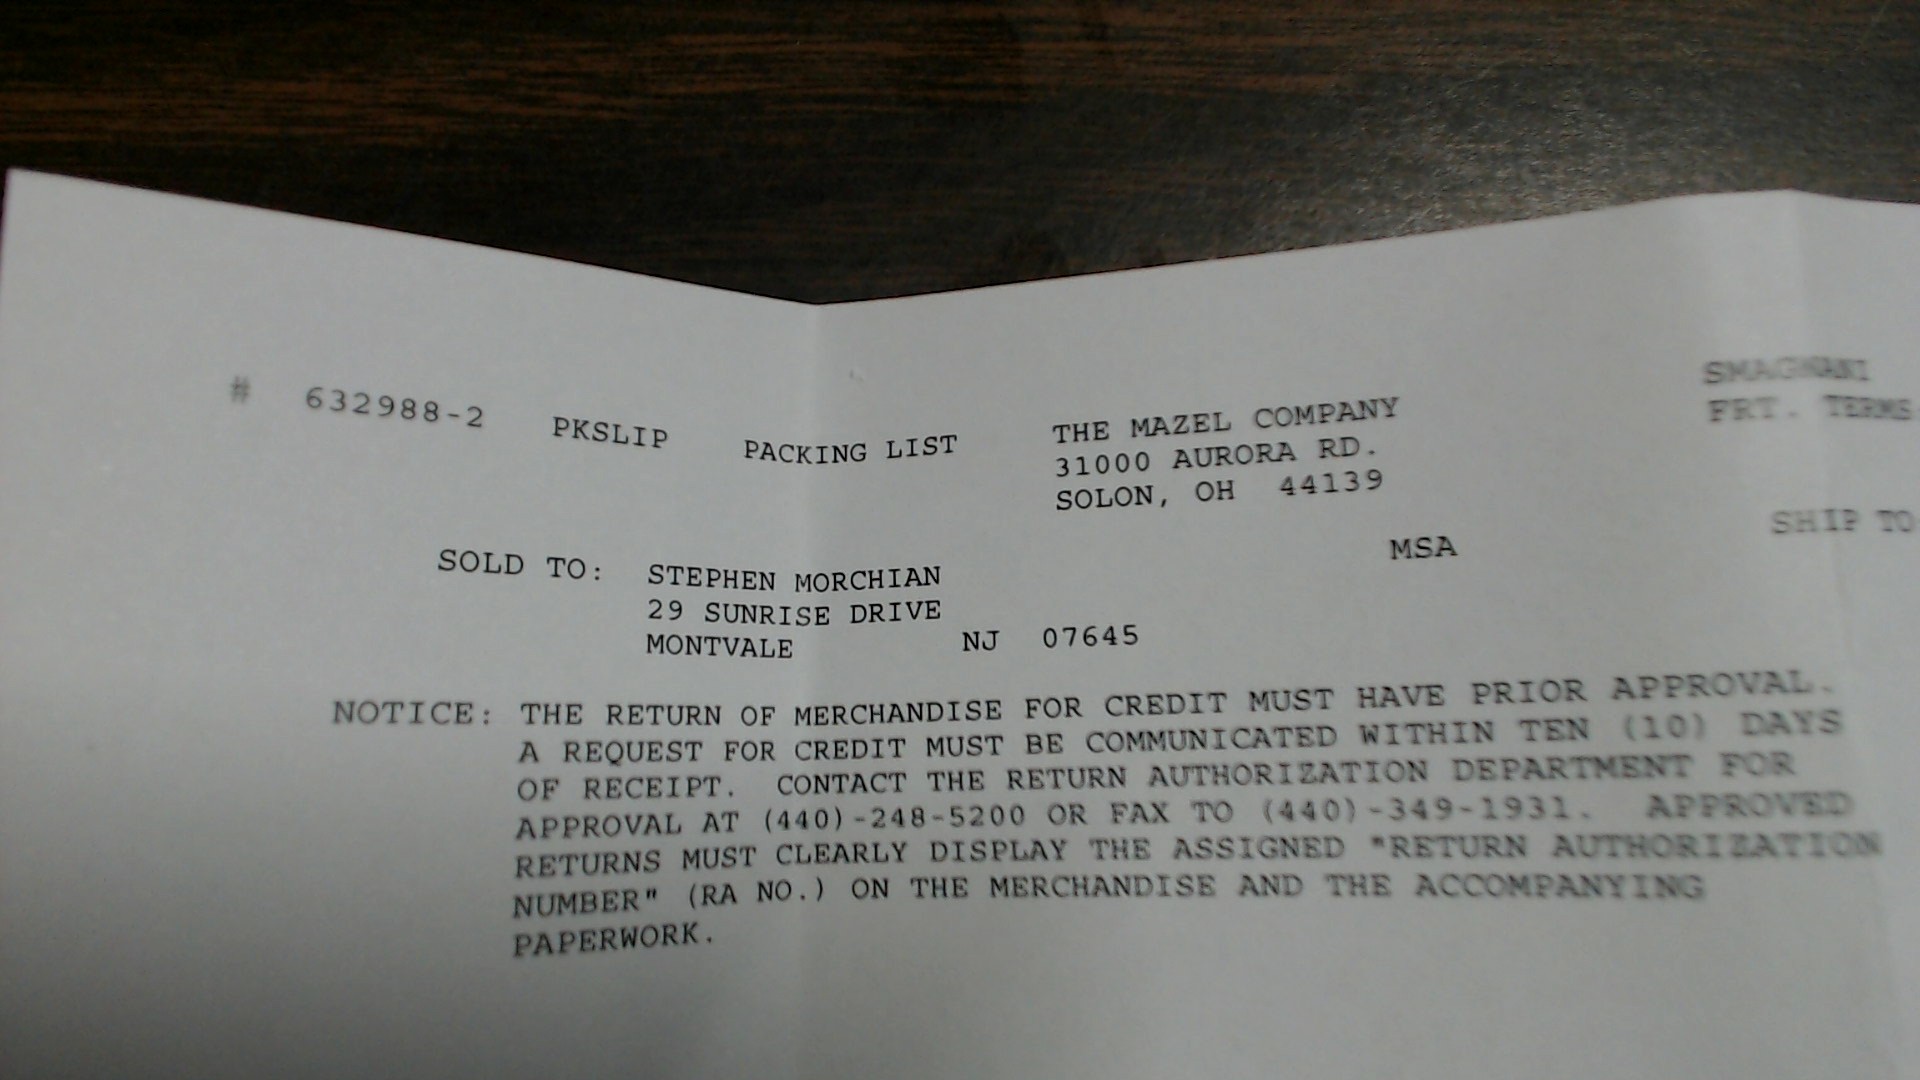 # 632988-2 PKSLIP PACKING LIST THE MAZEL COMPANY
31000 AURORA RD.
SOLON, OH 44139
FRT. TERMS
MSA
SHIP TO
SOLD TO: STEPHEN MORCHIAN
29 SUNRISE DRIVE
MONTVALE NJ 07645
NOTICE: THE RETURN OF MERCHANDISE FOR CREDIT MUST HAVE PRIOR APPROVAL.
A REQUEST FOR CREDIT MUST BE COMMUNICATED WITHIN TEN (10) DAYS
OF RECEIPT. CONTACT THE RETURN AUTHORIZATION DEPARTMENT FOR
APPROVAL AT (440)-248-5200 OR FAX TO (440)-349-1931. APPROVED
RETURNS MUST CLEARLY DISPLAY THE ASSIGNED "RETURN AUTHORIZATION
NUMBER" (RA NO.) ON THE MERCHANDISE AND THE ACCOMPANYING
PAPERWORK.